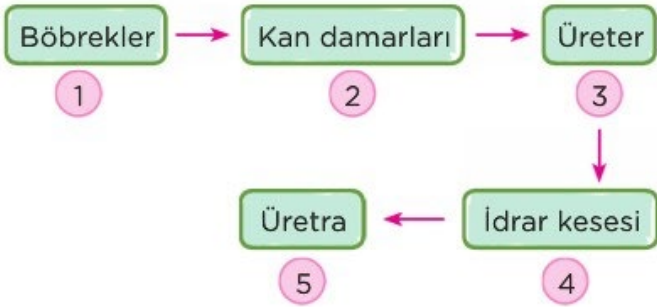 Böbrekler
1
Kan damarları
2
Üreter
3
İdrar kesesi
4
Üretra
5